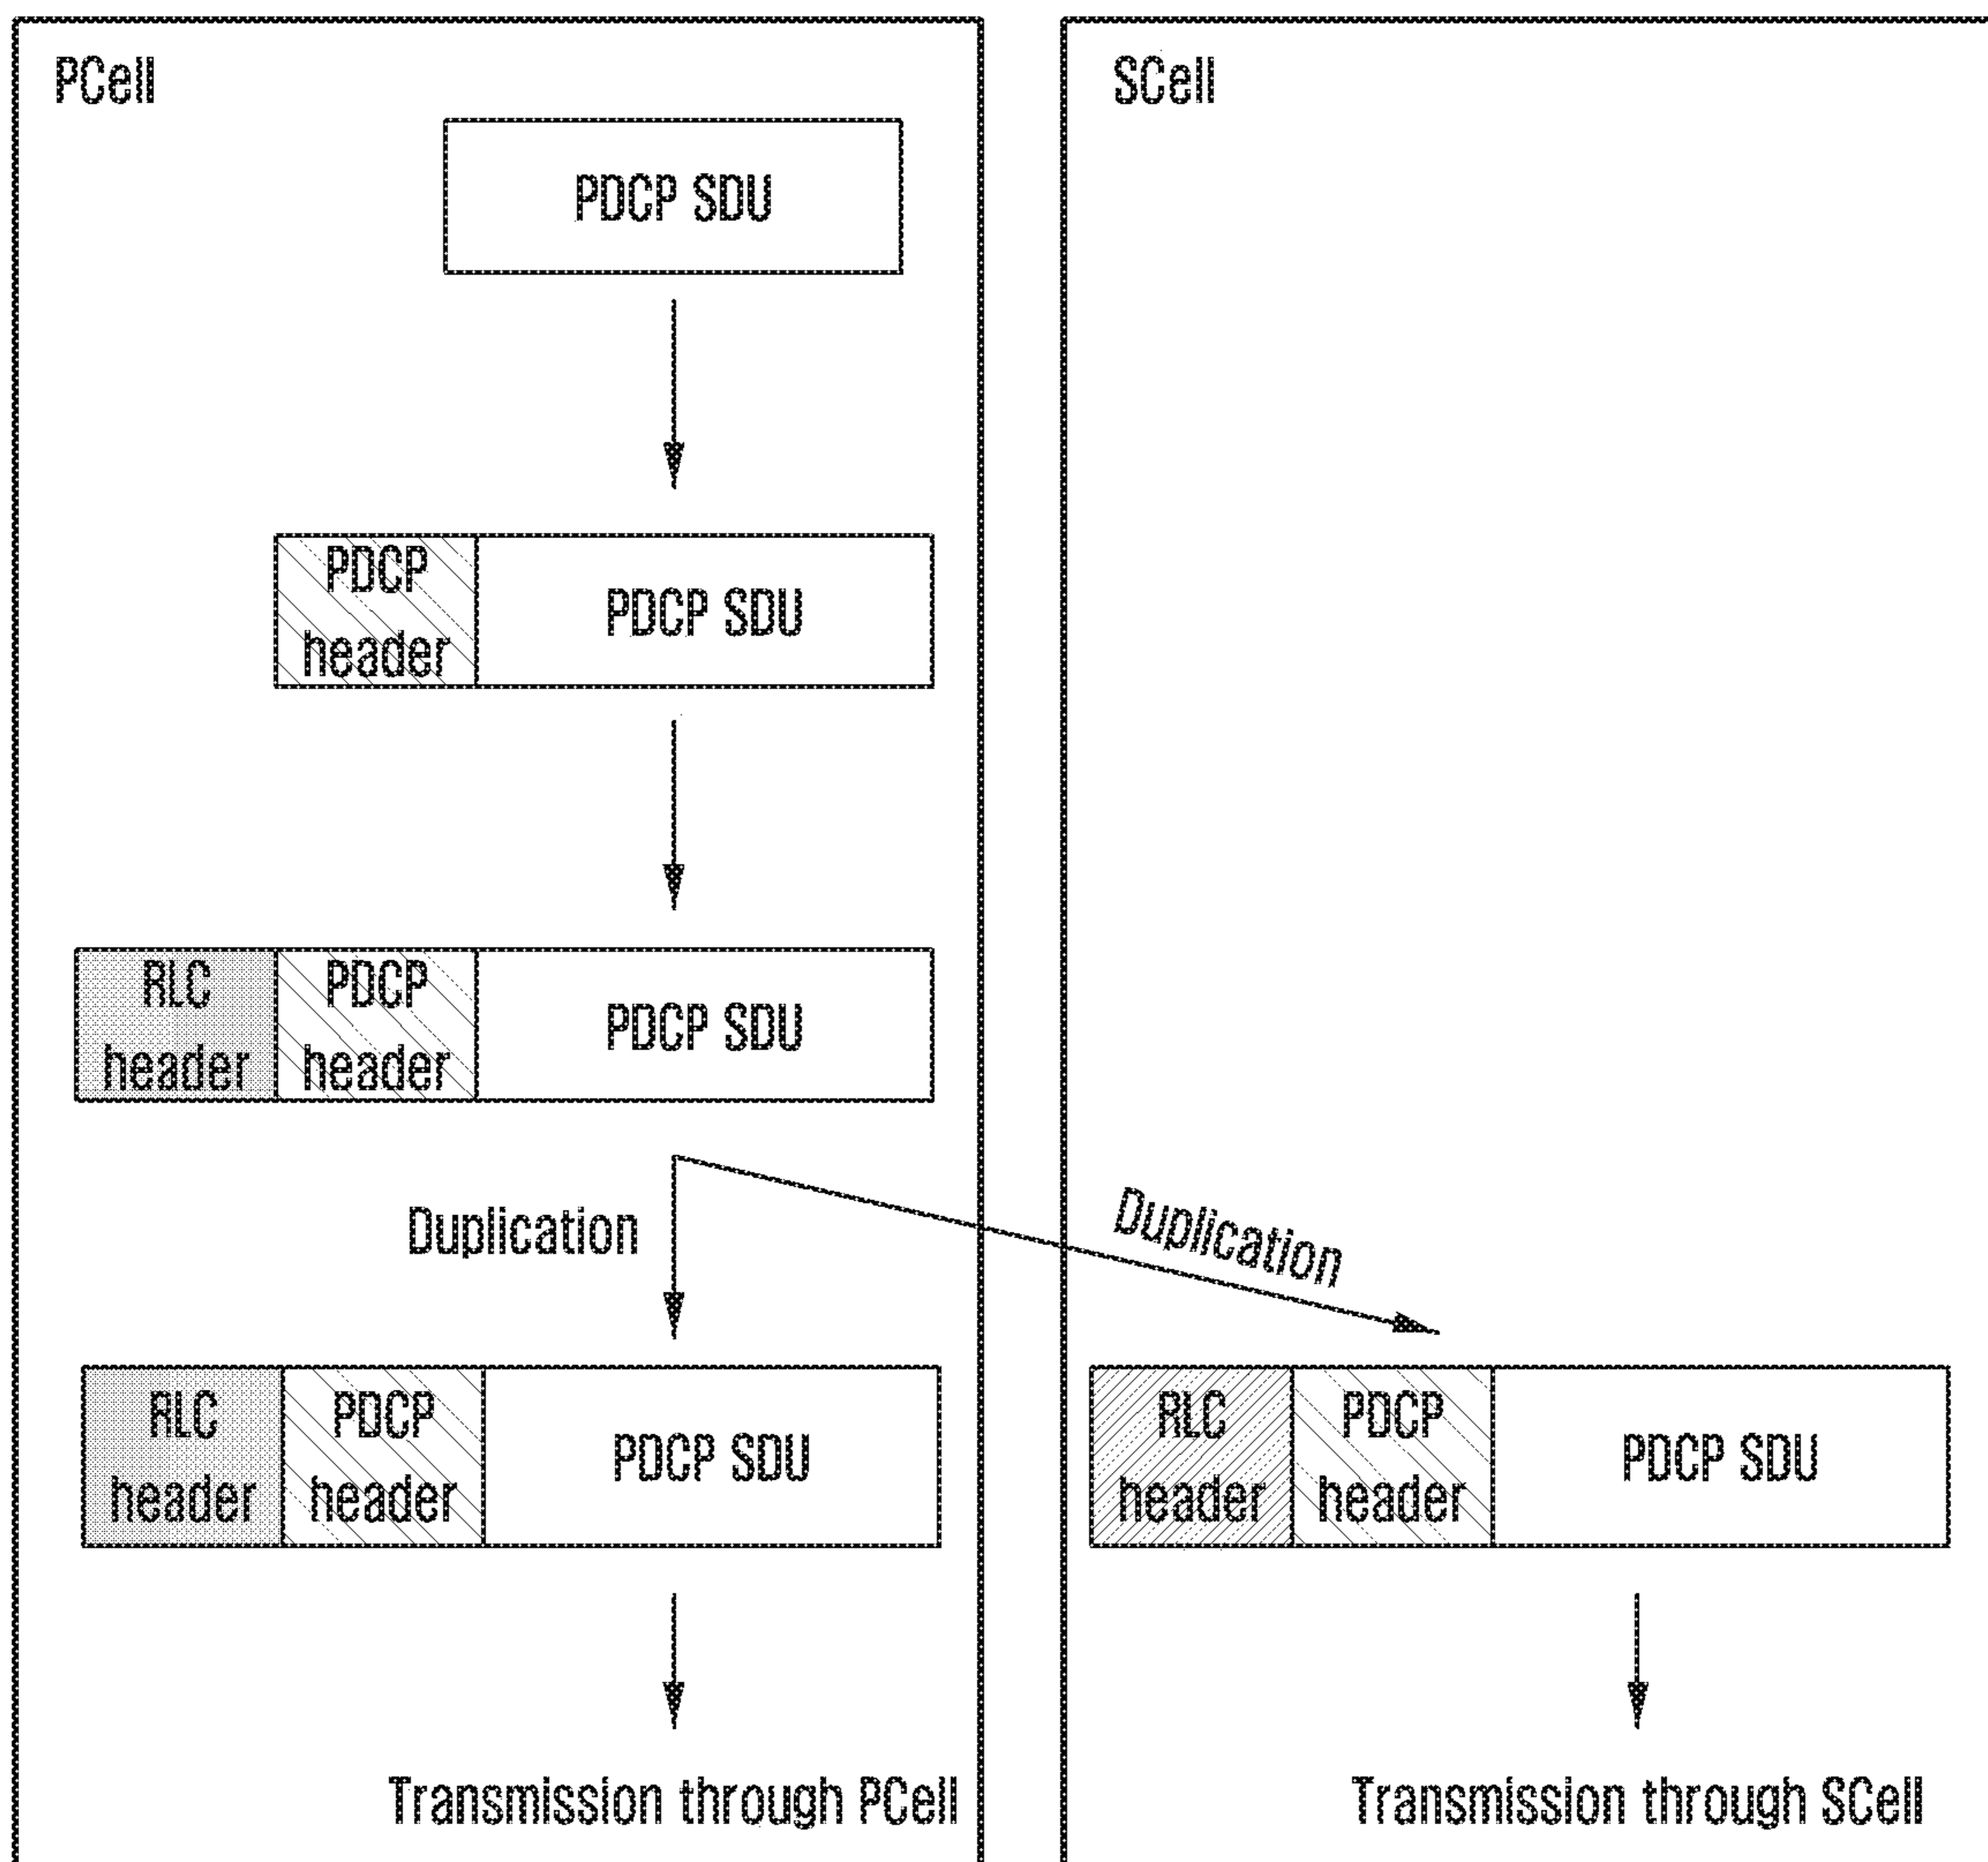 PCell
SCell
PDCP SDU
PDCP
header
PDCP SDU
RLC
header
PDCP
header
PDCP SDU
Duplication
Duplication
RLC
header
PDCP
header
PDCP SDU
RLC
header
PDCP
header
PDCP SDU
Transmission through PCell
Transmission through SCell